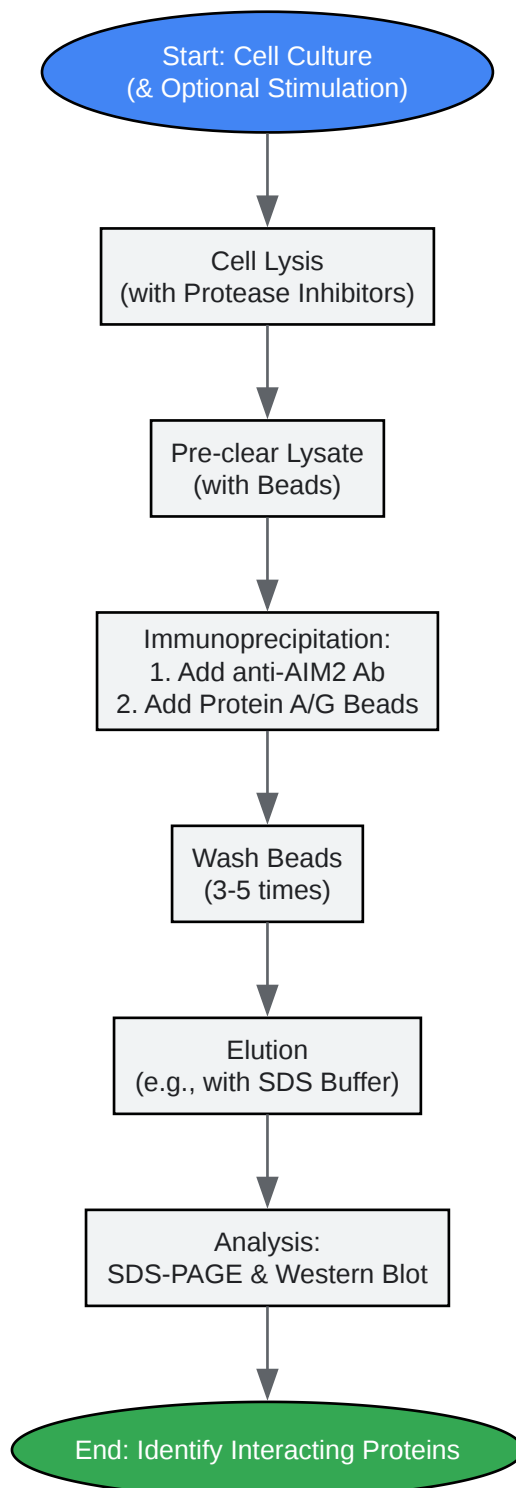 Start: Cell Culture
(& Optional Stimulation)
Cell Lysis
(with Protease Inhibitors)
Pre-clear Lysate
(with Beads)
Immunoprecipitation:
1. Add anti-AIM2 Ab
2. Add Protein A/G Beads
Wash Beads
(3-5 times)
Elution
(e.g., with SDS Buffer)
Analysis:
SDS-PAGE & Western Blot
End: Identify Interacting Proteins